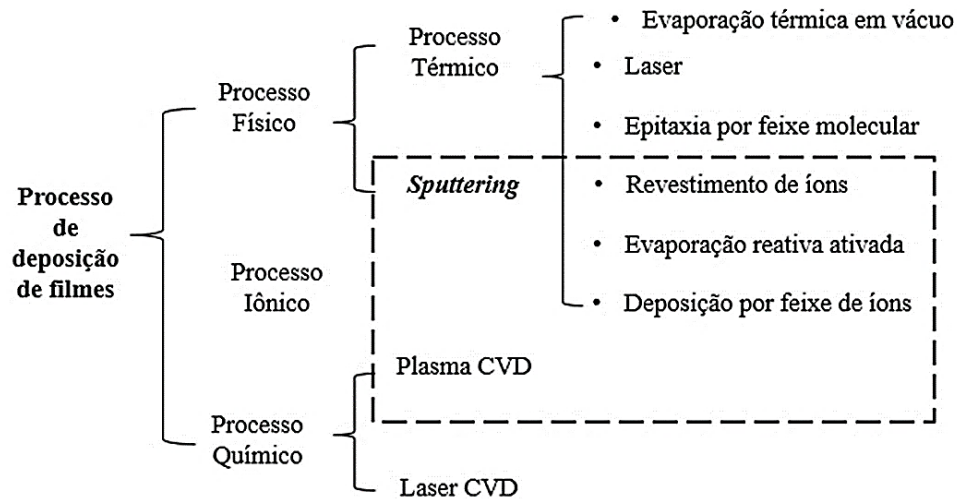 Processo
de
deposição
de filmes
Processo
Físico
Processo
Térmico
• Evaporação térmica em vácuo
• Laser
• Epitaxia por feixe molecular
Sputtering
• Revestimento de íons
• Evaporação reativa ativada
• Deposição por feixe de íons
Processo
Iônico
Processo
Químico
Plasma CVD
Laser CVD